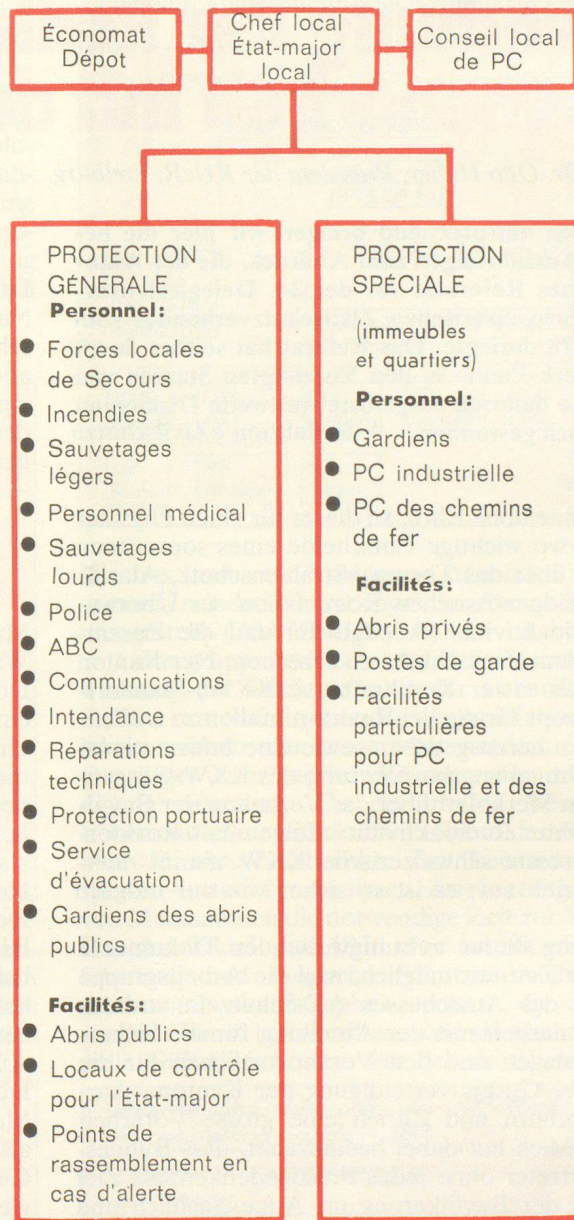 Économat
Dépôt
Chef local
État-major
local
Conseil local
de PC
PROTECTION
GÉNERALE
Personnel:
Forces locales
de Secours
Incendies
Sauvetages
légers
Personnel médical
Sauvetages
lourds
Police
ABC
Communications
Intendance
Réparations
techniques
Protection portuaire
Service
d'évacuation
Gardiens des abris
publics
Facilités:
Abris publics
Locaux de contrôle
pour l'État-major
Points de
rassemblement en
cas d'alerte
PROTECTION
SPÉCIALE
(immeubles
et quartiers)
Personnel:
Gardiens
PC industrielle
PC des chemins
de fer
Facilités:
Abris privés
Postes de garde
Facilités
particulières
pour PC
industrielle et des
chemins de fer